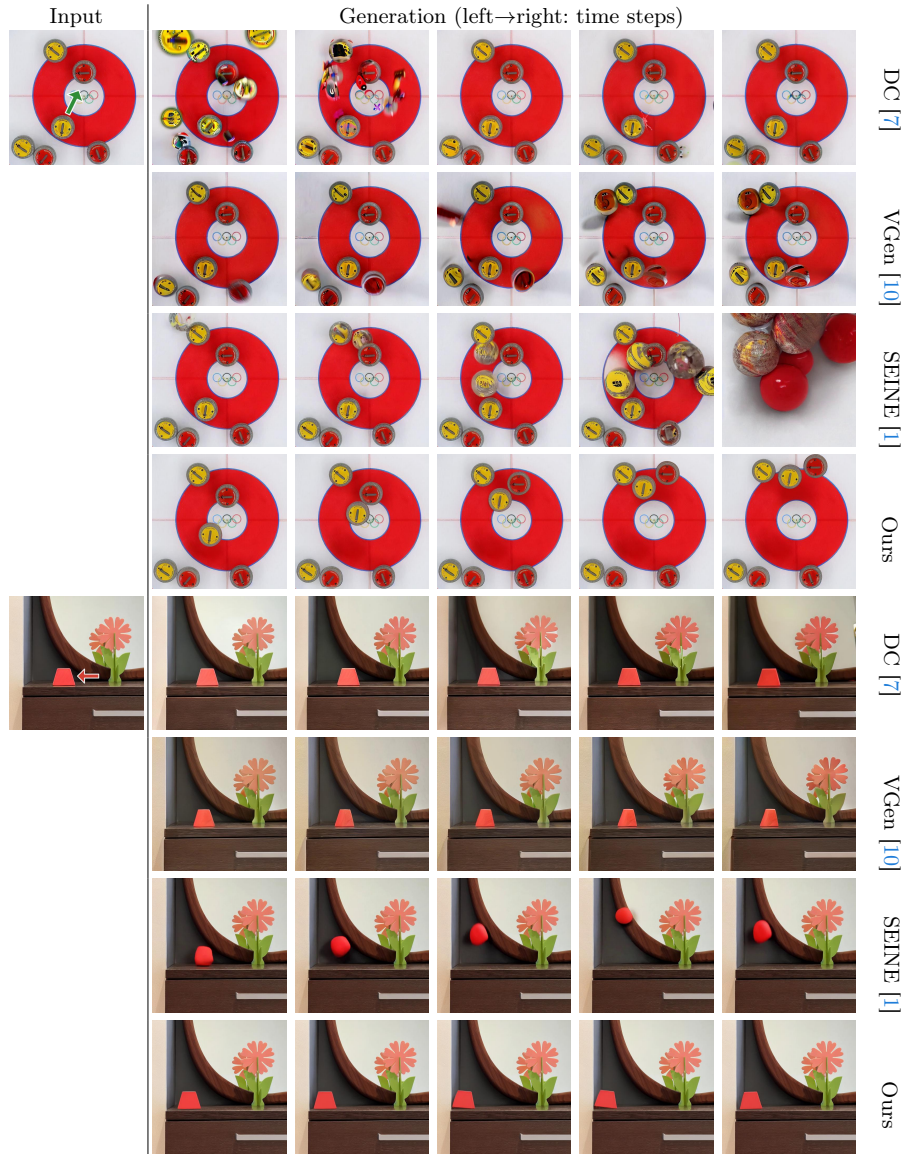 Input
Generation (left→right: time steps)
DC [7]
VGen [10]
SEINE [1]
Ours
DC [7]
VGen [10]
SEINE [1]
Ours